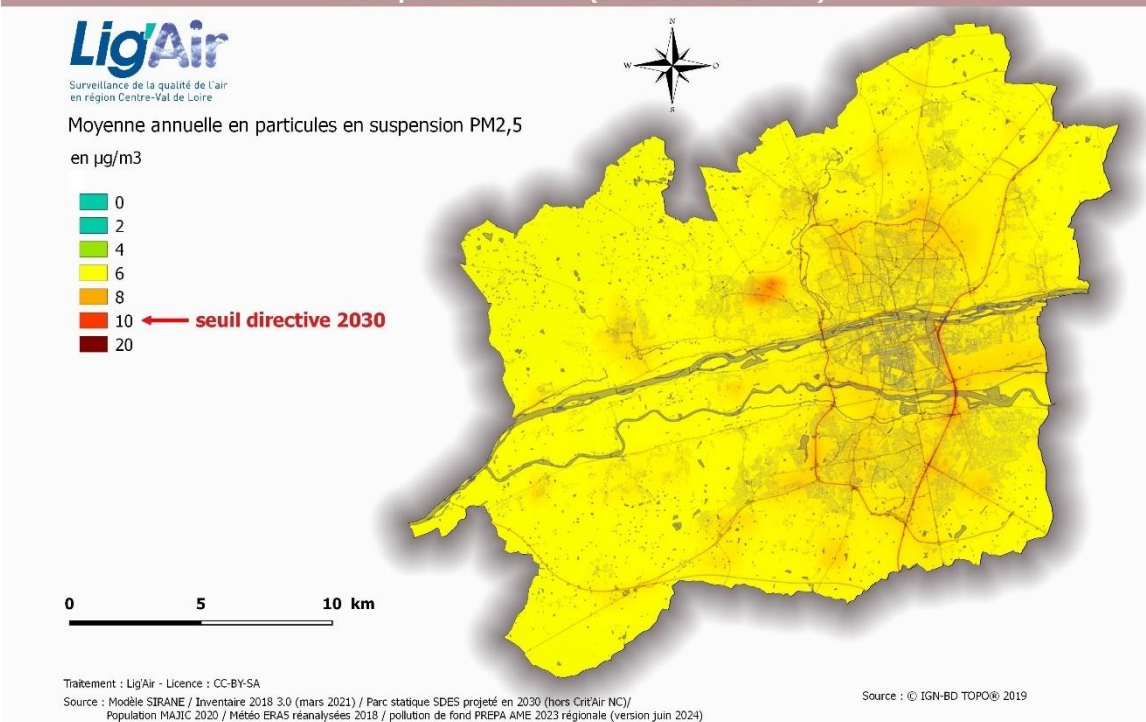 Lig'Air
Surveillance de la qualité de l'air
en région Centre-Val de Loire
N
W
O
S
Moyenne annuelle en particules en suspension PM2,5
en µg/m3
0
2
4
6
8
10 seuil directive 2030
20
0 5 10 km
Traitement : Lig'Air - Licence : CC-BY-SA
Source : Modèle SIRANE / Inventaire 2018 3.0 (mars 2021) / Parc statique SDES projeté en 2030 (hors Crit'Air NC)/
Population MAJIC 2020 / Météo ERA5 réanalysées 2018 / pollution de fond PREPA AME 2023 régionale (version juin 2024)
Source : © IGN-BD TOPO® 2019